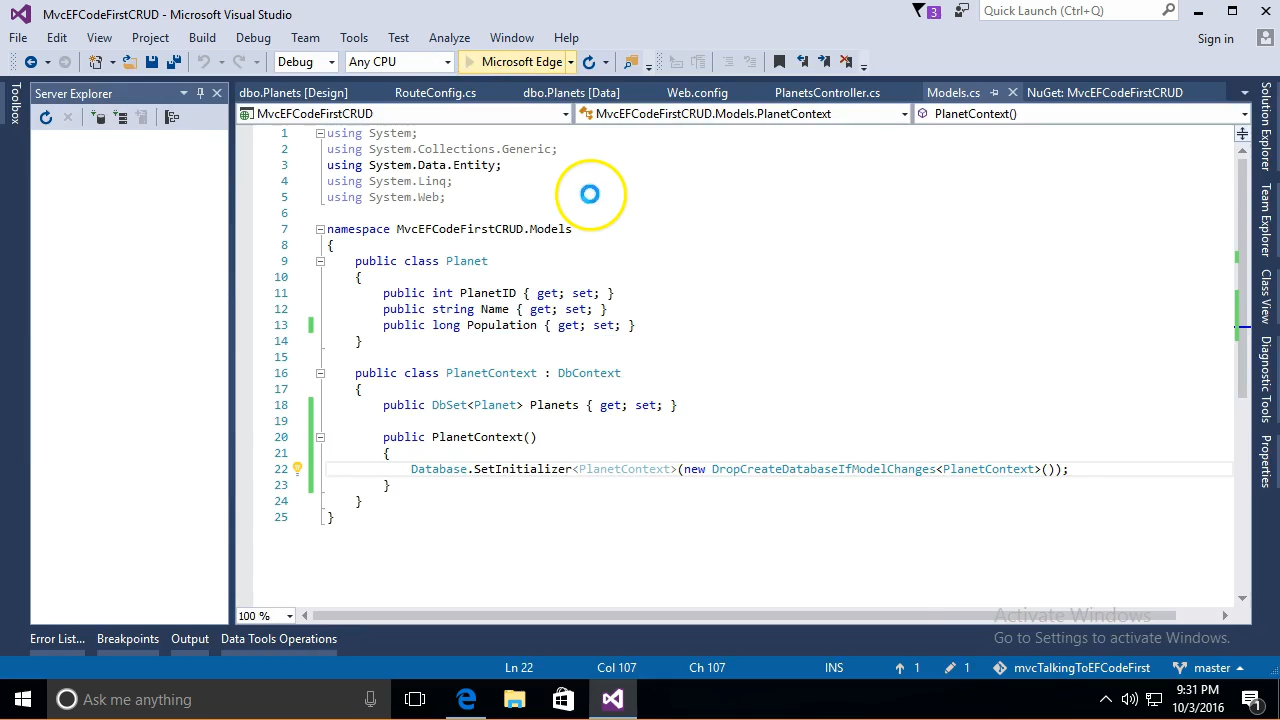 MvcEFCodeFirstCRUD - Microsoft Visual Studio
3
Quick Launch (Ctrl+Q)
File Edit View Project Build Debug Team Tools Test Analyze Window Help
Sign in
Debug Any CPU Microsoft Edge
Toolbox
Server Explorer
dbo.Planets [Design] RouteConfig.cs dbo.Planets [Data] Web.config PlanetsController.cs Models.cs NuGet: MvcEFCodeFirstCRUD
MvcEFCodeFirstCRUD MvcEFCodeFirstCRUD.Models.PlanetContext PlanetContext()
1 using System;
2 using System.Collections.Generic;
3 using System.Data.Entity;
4 using System.Linq;
5 using System.Web;
6
7 namespace MvcEFCodeFirstCRUD.Models
8 {
9 public class Planet
10 {
11 public int PlanetID { get; set; }
12 public string Name { get; set; }
13 public long Population { get; set; }
14 }
15
16 public class PlanetContext : DbContext
17 {
18 public DbSet<Planet> Planets { get; set; }
19
20 public PlanetContext()
21 {
22 Database.SetInitializer<PlanetContext>(new DropCreateDatabaseIfModelChanges<PlanetContext>());
23 }
24 }
25 }
Solution Explorer
Team Explorer
Class View
Diagnostic Tools
Properties
100 %
Activate Windows
Go to Settings to activate Windows.
Error List... Breakpoints Output Data Tools Operations
Ln 22 Col 107 Ch 107 INS 1 1 mvcTalkingToEFCodeFirst master
Ask me anything
9:31 PM
10/3/2016
1